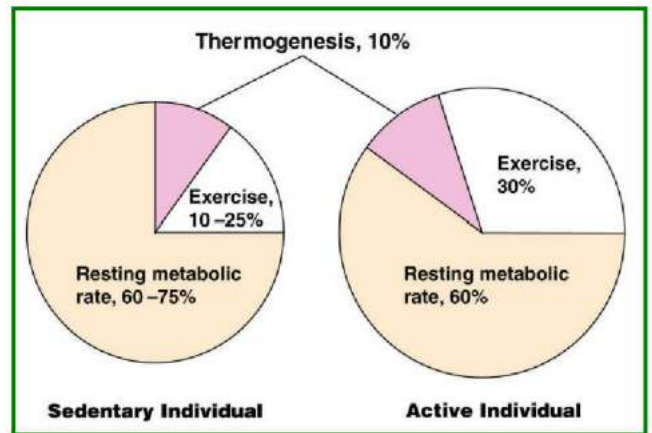 Thermogenesis, 10%
Exercise,
10–25%
Resting metabolic
rate, 60–75%
Sedentary Individual
Exercise,
30%
Resting metabolic
rate, 60%
Active Individual